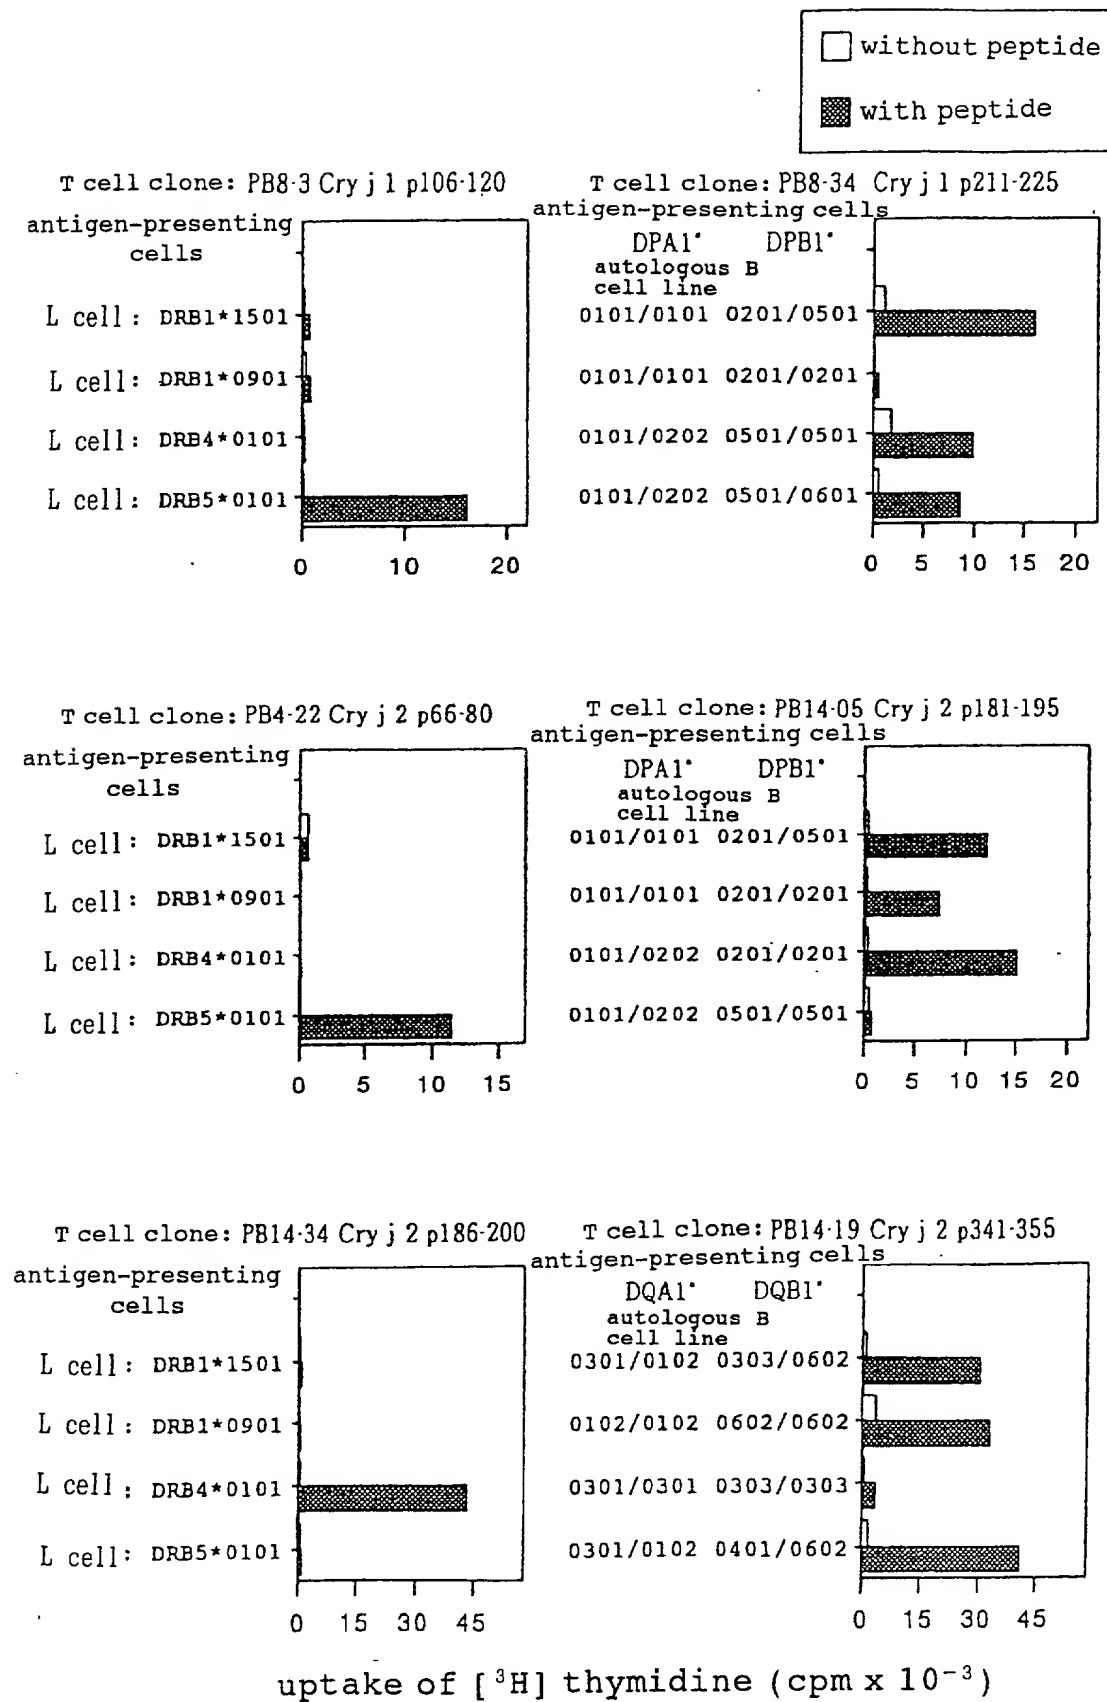 without peptide
with peptide
T cell clone: PB8-3 Cry j 1 p106-120
antigen-presenting
cells
L cell: DRB1*1501
L cell: DRB1*0901
L cell: DRB4*0101
L cell: DRB5*0101
0 10 20
T cell clone: PB8-34 Cry j 1 p211-225
antigen-presenting cells
DPA1* DPB1*
autologous B
cell line
0101/0101 0201/0501
0101/0101 0201/0201
0101/0202 0501/0501
0101/0202 0501/0601
0 5 10 15 20
T cell clone: PB4-22 Cry j 2 p66-80
antigen-presenting
cells
L cell: DRB1*1501
L cell: DRB1*0901
L cell: DRB4*0101
L cell: DRB5*0101
0 5 10 15
T cell clone: PB14-05 Cry j 2 p181-195
antigen-presenting cells
DPA1* DPB1*
autologous B
cell line
0101/0101 0201/0501
0101/0101 0201/0201
0101/0202 0201/0201
0101/0202 0501/0501
0 5 10 15 20
T cell clone: PB14-34 Cry j 2 p186-200
antigen-presenting
cells
L cell: DRB1*1501
L cell: DRB1*0901
L cell: DRB4*0101
L cell: DRB5*0101
0 15 30 45
T cell clone: PB14-19 Cry j 2 p341-355
antigen-presenting cells
DQA1* DQB1*
autologous B
cell line
0301/0102 0303/0602
0102/0102 0602/0602
0301/0301 0303/0303
0301/0102 0401/0602
0 15 30 45
uptake of [³H] thymidine (cpm x 10⁻³)